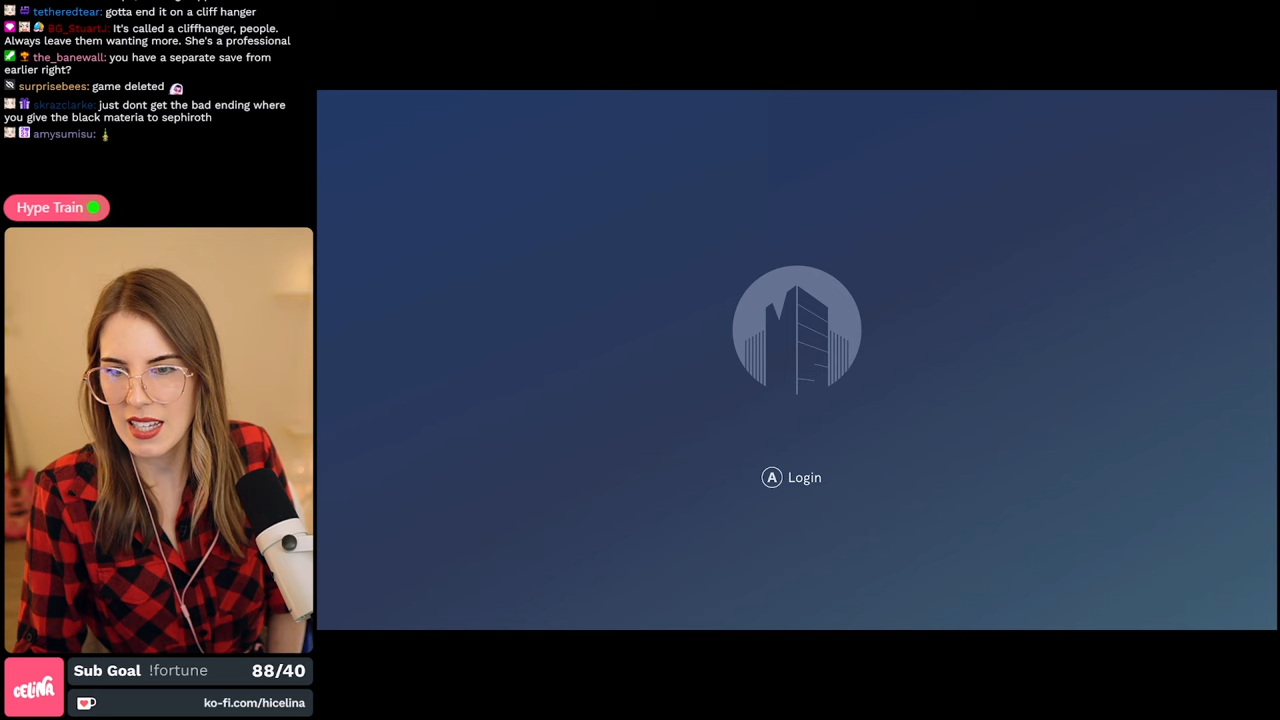 tetheredtear: gotta end it on a cliff hanger
BG_StuartJ: It's called a cliffhanger, people.
Always leave them wanting more. She's a professional
the_banewall: you have a separate save from
earlier right?
surprisebees: game deleted
skrazclarke: just dont get the bad ending where
you give the black materia to sephiroth
amysumisu:
Hype Train
A Login
Sub Goal !fortune 88/40
CELINA
ko-fi.com/hicelina